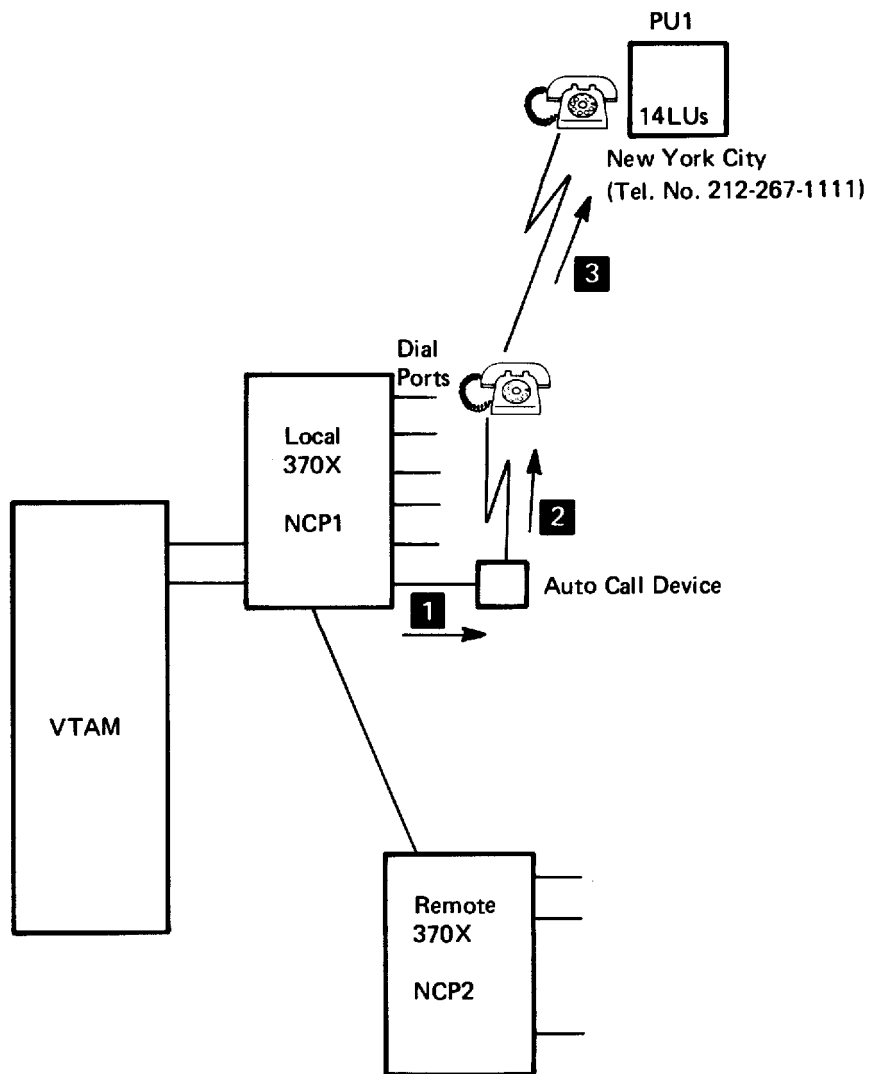 PU1
14LUs
New York City
(Tel. No. 212-267-1111)
3
Dial
Ports
Local
370X
NCP1
2
Auto Call Device
1
VTAM
Remote
370X
NCP2